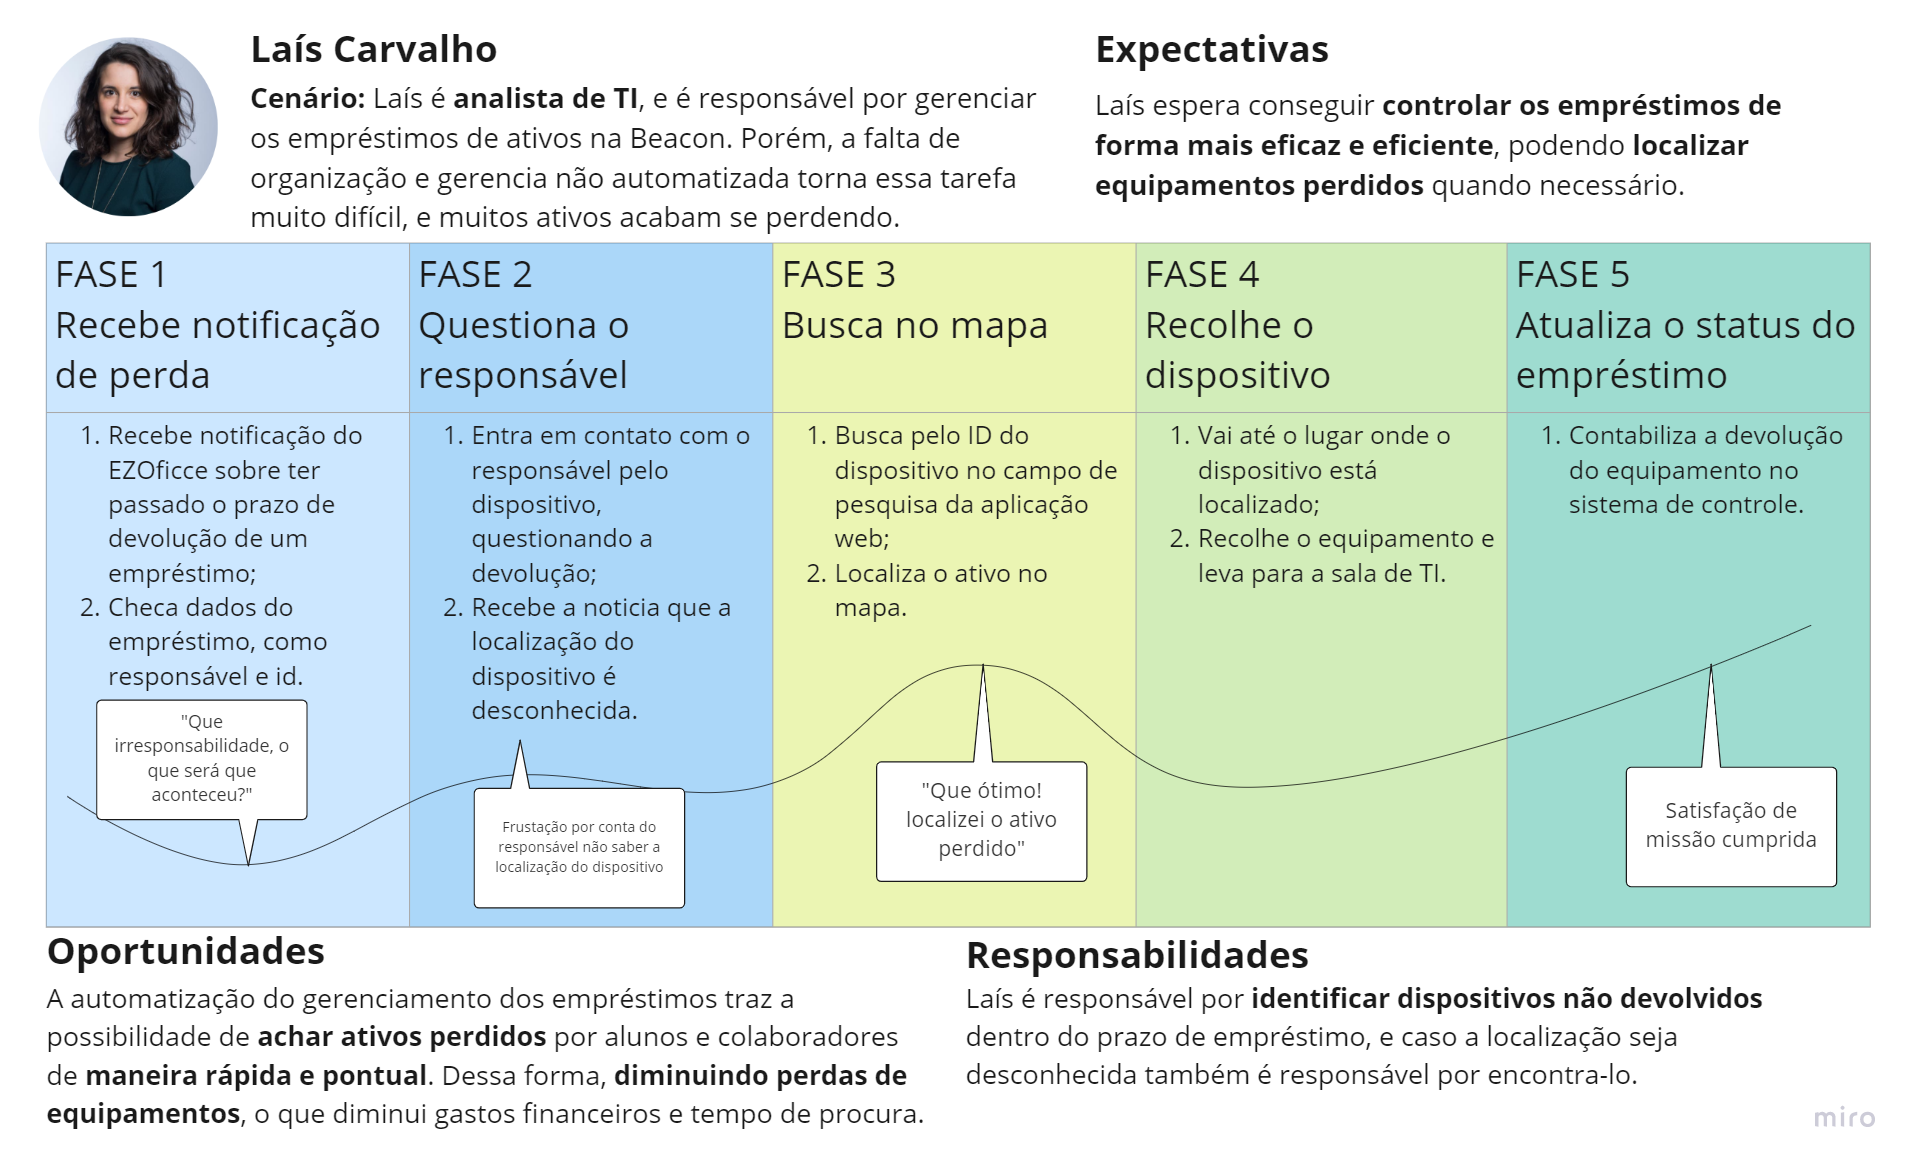 Laís Carvalho
Cenário: Laís é analista de TI, e é responsável por gerenciar
os empréstimos de ativos na Beacon. Porém, a falta de
organização e gerencia não automatizada torna essa tarefa
muito difícil, e muitos ativos acabam se perdendo.
Expectativas
Laís espera conseguir controlar os empréstimos de
forma mais eficaz e eficiente, podendo localizar
equipamentos perdidos quando necessário.
FASE 1
Recebe notificação
de perda
1. Recebe notificação do
EZOficce sobre ter
passado o prazo de
devolução de um
empréstimo;
2. Checa dados do
empréstimo, como
responsável e id.
"Que
irresponsabilidade, o
que será que
aconteceu?"
FASE 2
Questiona o
responsável
1. Entra em contato com o
responsável pelo
dispositivo,
questionando a
devolução;
2. Recebe a noticia que a
localização do
dispositivo é
desconhecida.
Frustação por conta do
responsável não saber a
localização do dispositivo
FASE 3
Busca no mapa
1. Busca pelo ID do
dispositivo no campo de
pesquisa da aplicação
web;
2. Localiza o ativo no
mapa.
"Que ótimo!
localizei o ativo
perdido"
FASE 4
Recolhe o
dispositivo
1. Vai até o lugar onde o
dispositivo está
localizado;
2. Recolhe o equipamento e
leva para a sala de TI.
FASE 5
Atualiza o status do
empréstimo
1. Contabiliza a devolução
do equipamento no
sistema de controle.
Satisfação de
missão cumprida
Oportunidades
A automatização do gerenciamento dos empréstimos traz a
possibilidade de achar ativos perdidos por alunos e colaboradores
de maneira rápida e pontual. Dessa forma, diminuindo perdas de
equipamentos, o que diminui gastos financeiros e tempo de procura.
Responsabilidades
Laís é responsável por identificar dispositivos não devolvidos
dentro do prazo de empréstimo, e caso a localização seja
desconhecida também é responsável por encontra-lo.
miro